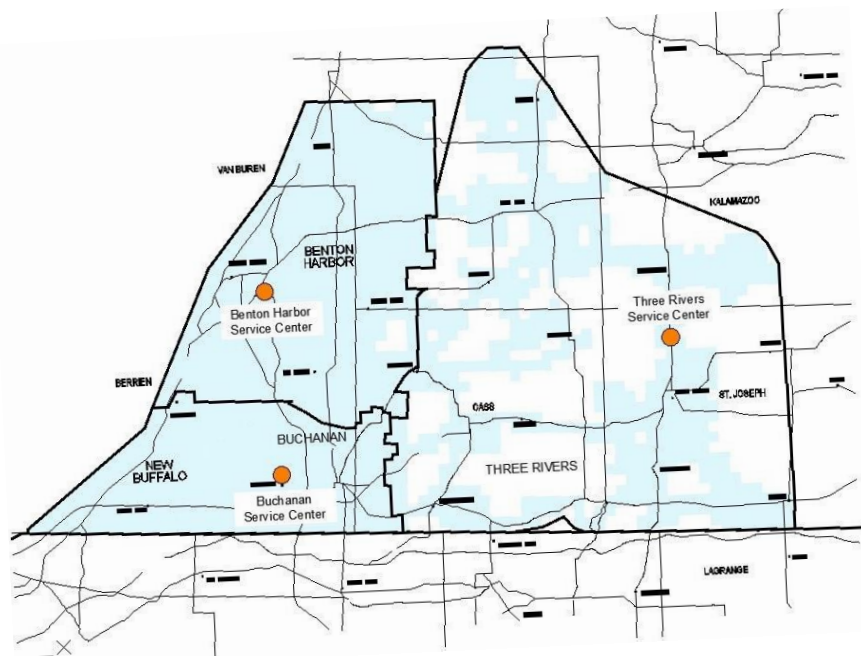 VAN BUREN
KALAMAZOO
BENTON
HARBOR
Benton Harbor
Service Center
Three Rivers
Service Center
BERRIEN
ST. JOSEPH
CASS
BUCHANAN
NEW
BUFFALO
THREE RIVERS
Buchanan
Service Center
LAGRANGE